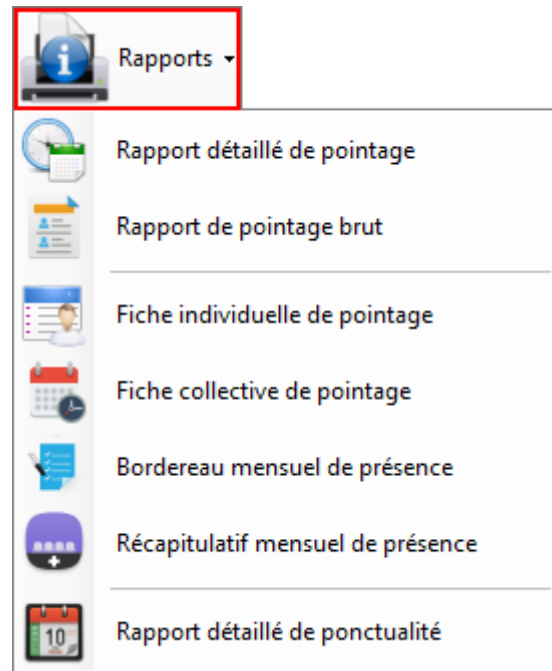 Rapports
Rapport détaillé de pointage
Rapport de pointage brut
Fiche individuelle de pointage
Fiche collective de pointage
Bordereau mensuel de présence
Récapitulatif mensuel de présence
10
Rapport détaillé de ponctualité